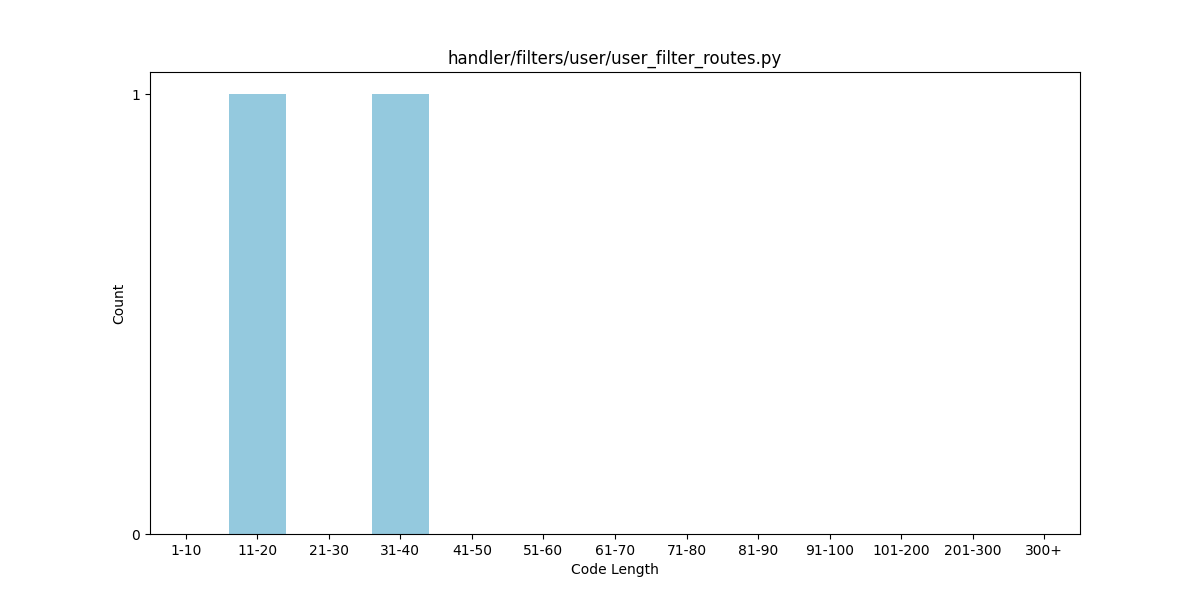 handler/filters/user/user_filter_routes.py
1
Count
0
1-10 11-20 21-30 31-40 41-50 51-60 61-70 71-80 81-90 91-100 101-200 201-300 300+
Code Length